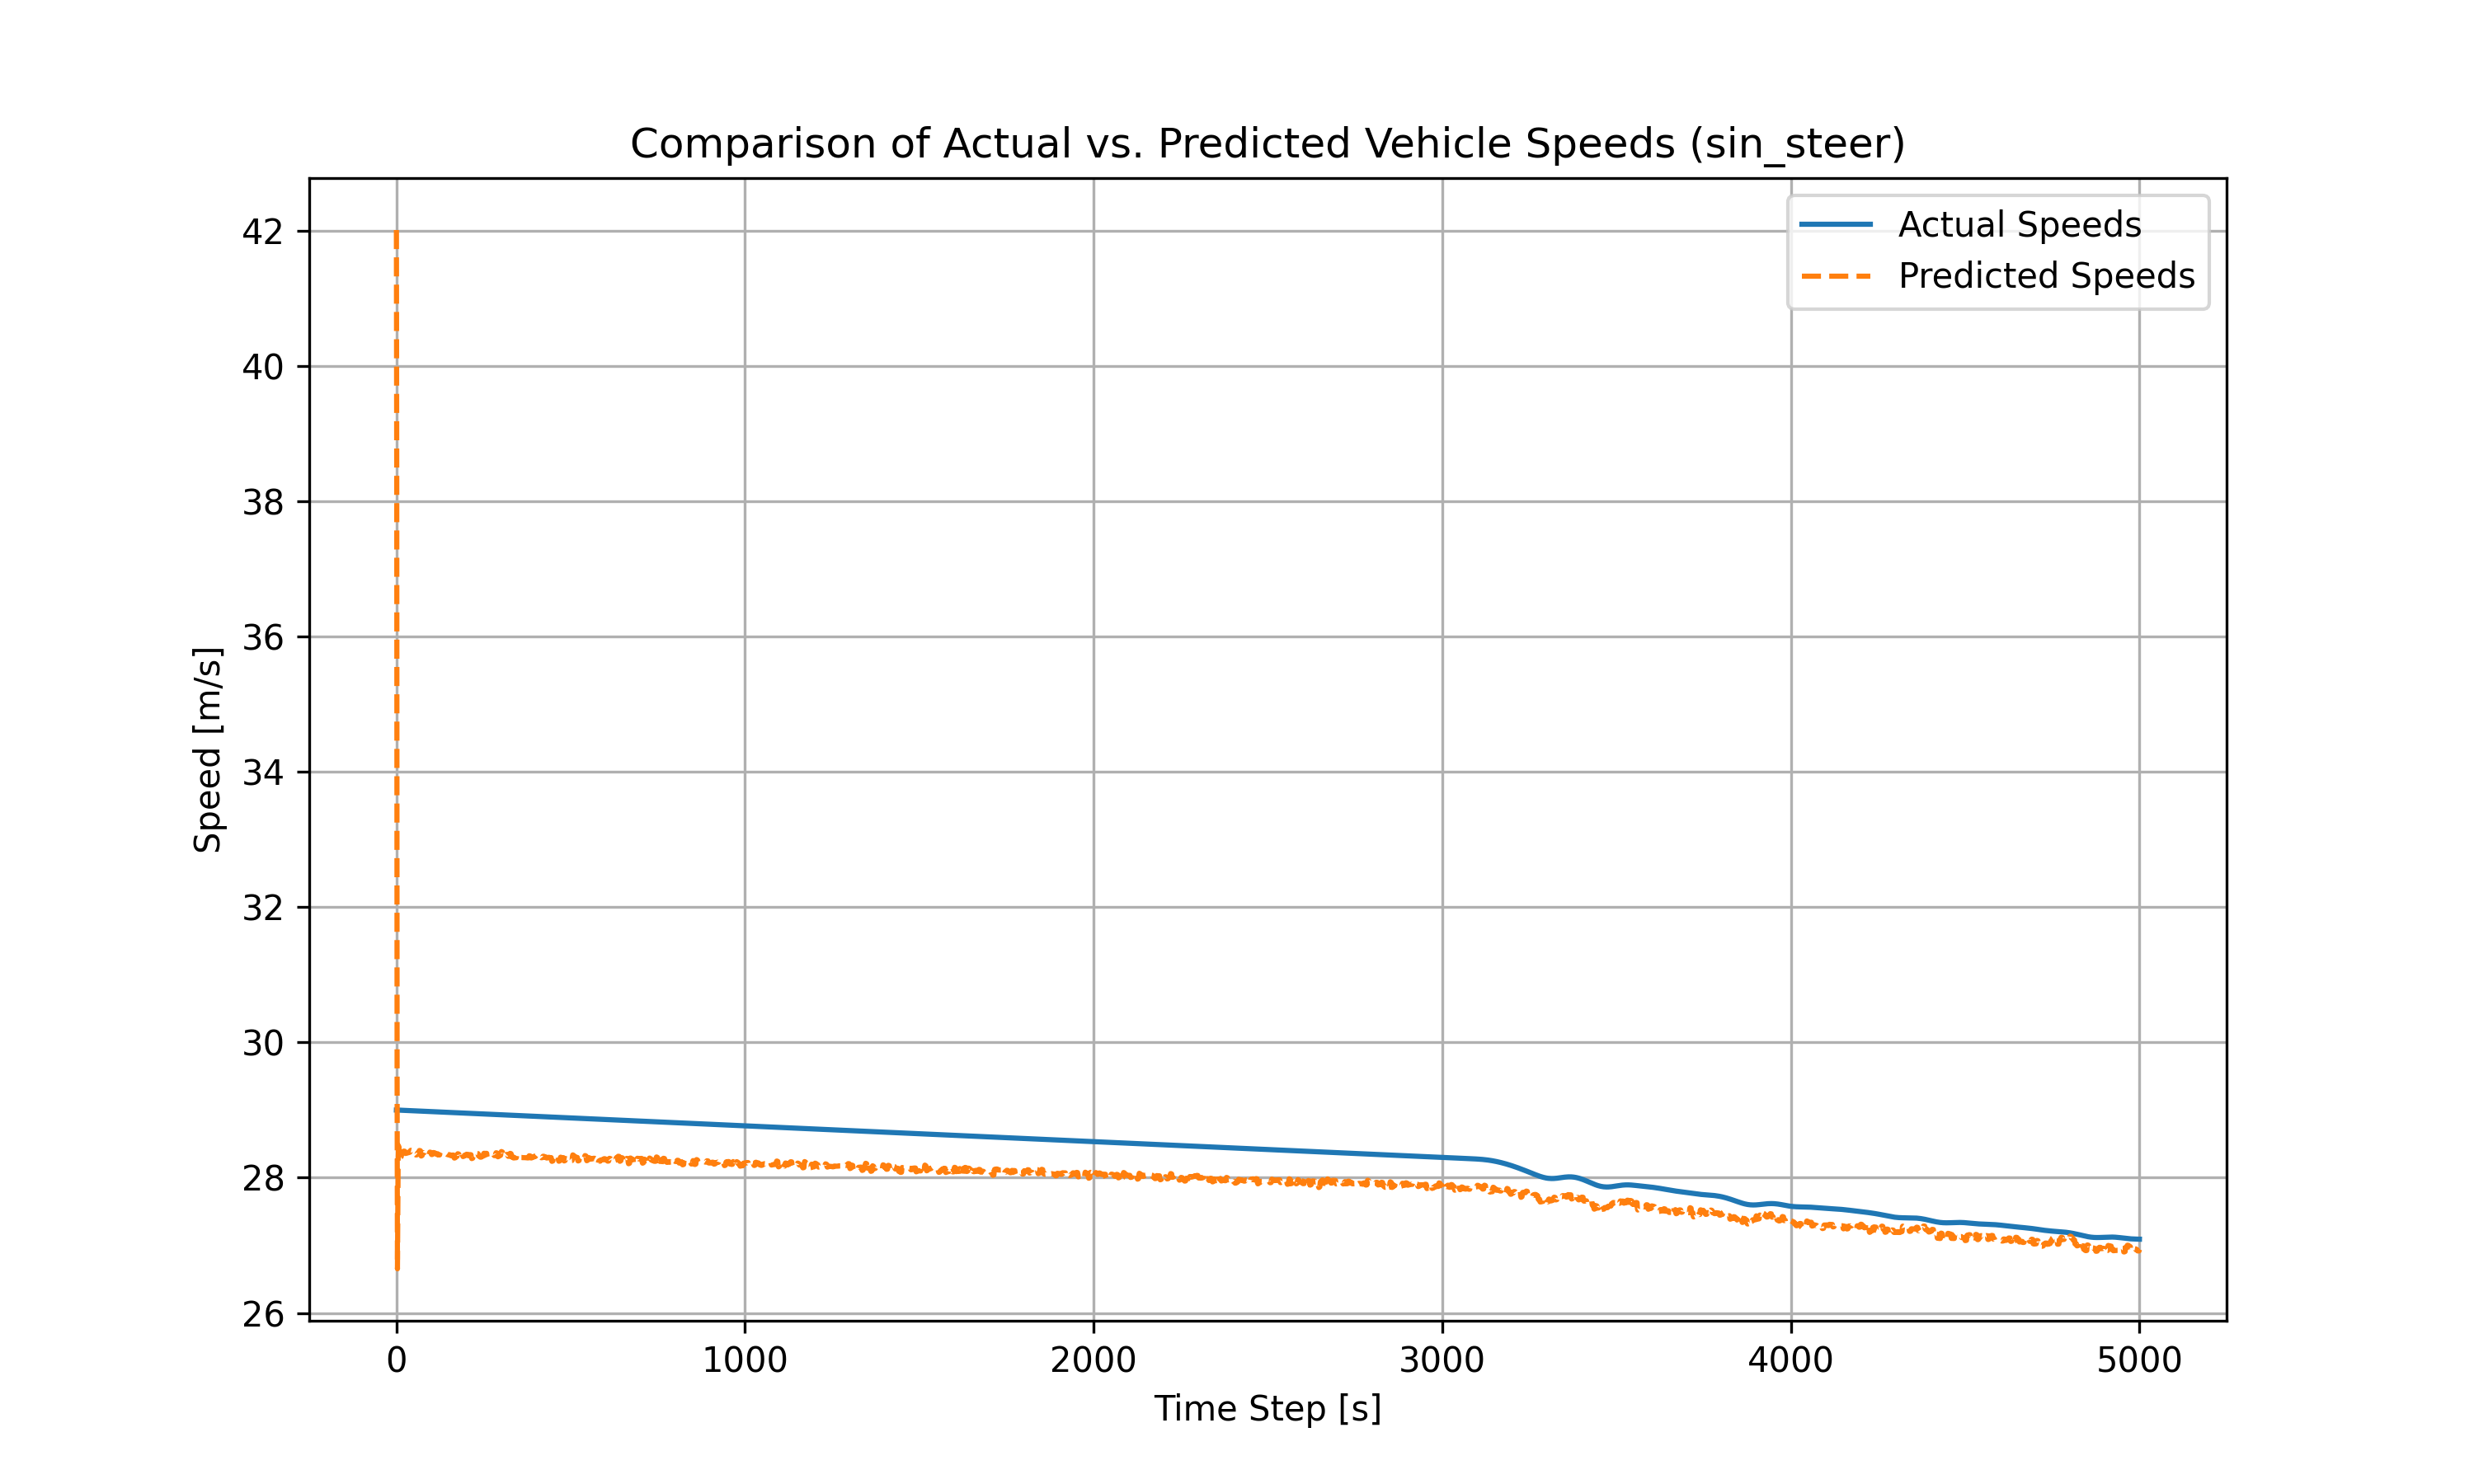 Comparison of Actual vs. Predicted Vehicle Speeds (sin_steer)
Actual Speeds
Predicted Speeds
42
40
38
36
34
32
30
28
26
Speed [m/s]
0 1000 2000 3000 4000 5000
Time Step [s]